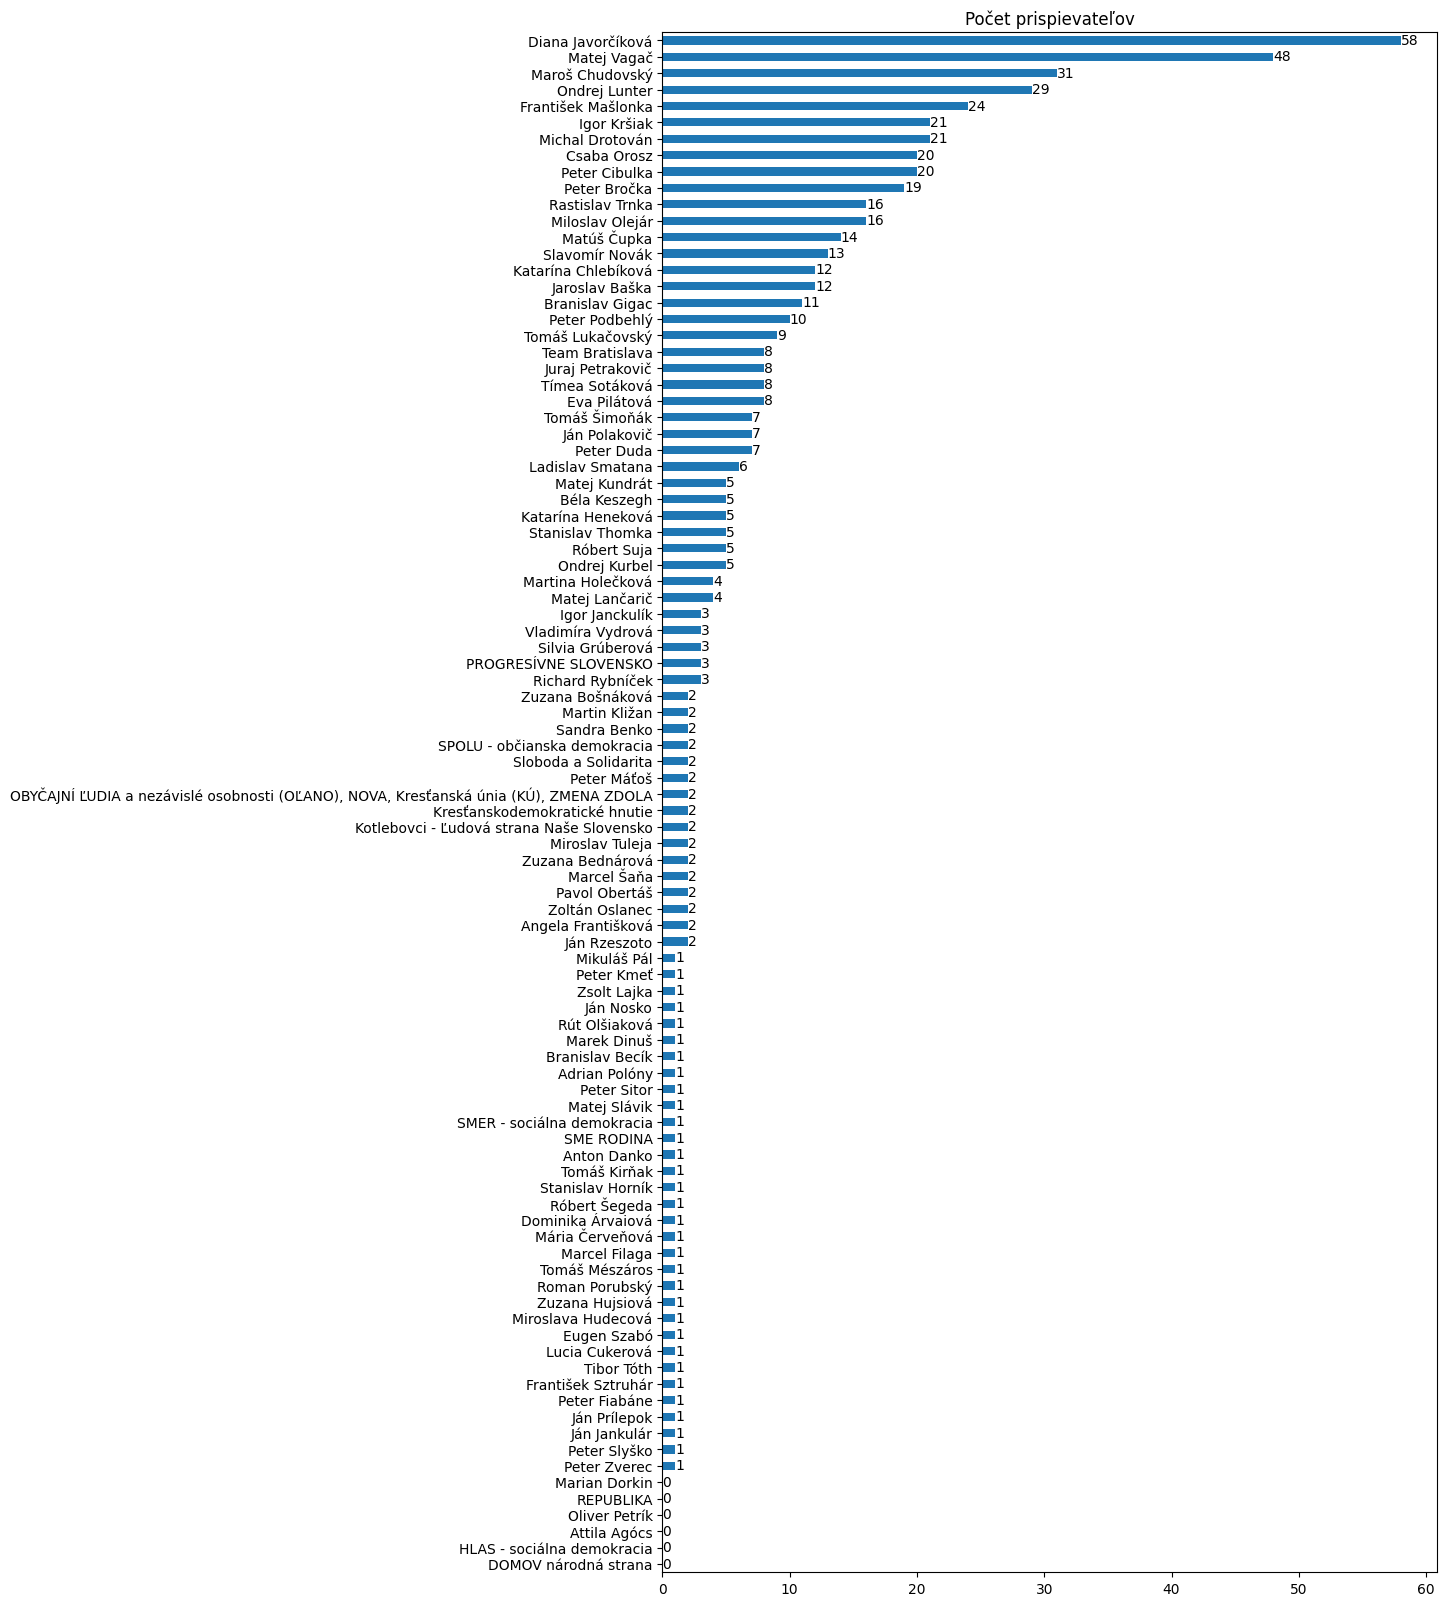 Počet prispievateľov
Diana Javorčíková 58
Matej Vagač 48
Maroš Chudovský 31
Ondrej Lunter 29
František Mašlonka 24
Igor Kršiak 21
Michal Drotován 21
Csaba Orosz 20
Peter Cibulka 20
Peter Bročka 19
Rastislav Trnka 16
Miloslav Olejár 16
Matúš Čupka 14
Slavomír Novák 13
Katarína Chlebíková 12
Jaroslav Baška 12
Branislav Gigac 11
Peter Podbehlý 10
Tomáš Lukačovský 9
Team Bratislava 8
Juraj Petrakovič 8
Tímea Sotáková 8
Eva Pilátová 8
Tomáš Šimoňák 7
Ján Polakovič 7
Peter Duda 7
Ladislav Smatana 6
Matej Kundrát 5
Béla Keszegh 5
Katarína Heneková 5
Stanislav Thomka 5
Róbert Suja 5
Ondrej Kurbel 5
Martina Holečková 4
Matej Lančarič 4
Igor Janckulík 3
Vladimíra Vydrová 3
Silvia Grúberová 3
PROGRESÍVNE SLOVENSKO 3
Richard Rybníček 3
Zuzana Bošnáková 2
Martin Kližan 2
Sandra Benko 2
SPOLU - občianska demokracia 2
Sloboda a Solidarita 2
Peter Máťoš 2
OBYČAJNÍ ĽUDIA a nezávislé osobnosti (OĽANO), NOVA, Kresťanská únia (KÚ), ZMENA ZDOLA 2
Kresťanskodemokratické hnutie 2
Kotlebovci - Ľudová strana Naše Slovensko 2
Miroslav Tuleja 2
Zuzana Bednárová 2
Marcel Šaňa 2
Pavol Obertáš 2
Zoltán Oslanec 2
Angela Františková 2
Ján Rzeszoto 2
Mikuláš Pál 1
Peter Kmeť 1
Zsolt Lajka 1
Ján Nosko 1
Rút Olšiaková 1
Marek Dinuš 1
Branislav Becík 1
Adrian Polóny 1
Peter Sitor 1
Matej Slávik 1
SMER - sociálna demokracia 1
SME RODINA 1
Anton Danko 1
Tomáš Kirňak 1
Stanislav Horník 1
Róbert Šegeda 1
Dominika Árvaiová 1
Mária Červeňová 1
Marcel Filaga 1
Tomáš Mészáros 1
Roman Porubský 1
Zuzana Hujsiová 1
Miroslava Hudecová 1
Eugen Szabó 1
Lucia Cukerová 1
Tibor Tóth 1
František Sztruhár 1
Peter Fiabáne 1
Ján Prílepok 1
Ján Jankulár 1
Peter Slyško 1
Peter Zverec 1
Marian Dorkin 0
REPUBLIKA 0
Oliver Petrík 0
Attila Agócs 0
HLAS - sociálna demokracia 0
DOMOV národná strana 0
0 10 20 30 40 50 60